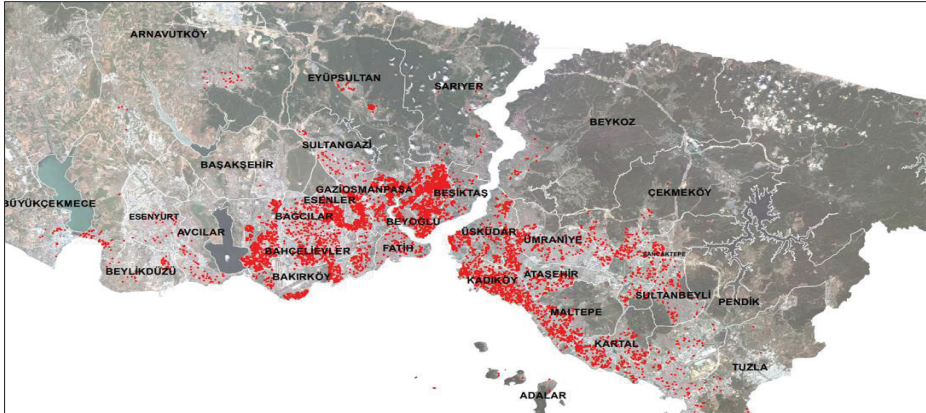 ARNAVUTKÖY
EYÜPSULTAN
SARIYER
BEYKOZ
SULTANGAZİ
BAŞAKŞEHİR
GAZİOSMANPAŞA
BEŞİKTAŞ
ÇEKMEKÖY
BÜYÜKÇEKMECE
ESENLER
ESENYURT
BAĞCILAR
BEYOĞLU
AVCILAR
ÜSKÜDAR
ÜMRANİYE
BAHÇELİEVLER
FATİH
SANCAKTEPE
BEYLİKDÜZÜ
BAKIRKÖY
KADIKÖY
ATAŞEHİR
SULTANBEYLİ
PENDİK
MALTEPE
KARTAL
TUZLA
ADALAR